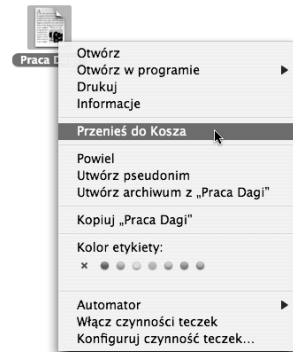 Praca D
Otwórz
Otwórz w programie
Drukuj
Informacje
Przenieś do Kosza
Powiel
Utwórz pseudonim
Utwórz archiwum z „Praca Dagi”
Kopiuj „Praca Dagi”
Kolor etykiety:
×
Automator
Włącz czynności teczek
Konfiguruj czynność teczek...